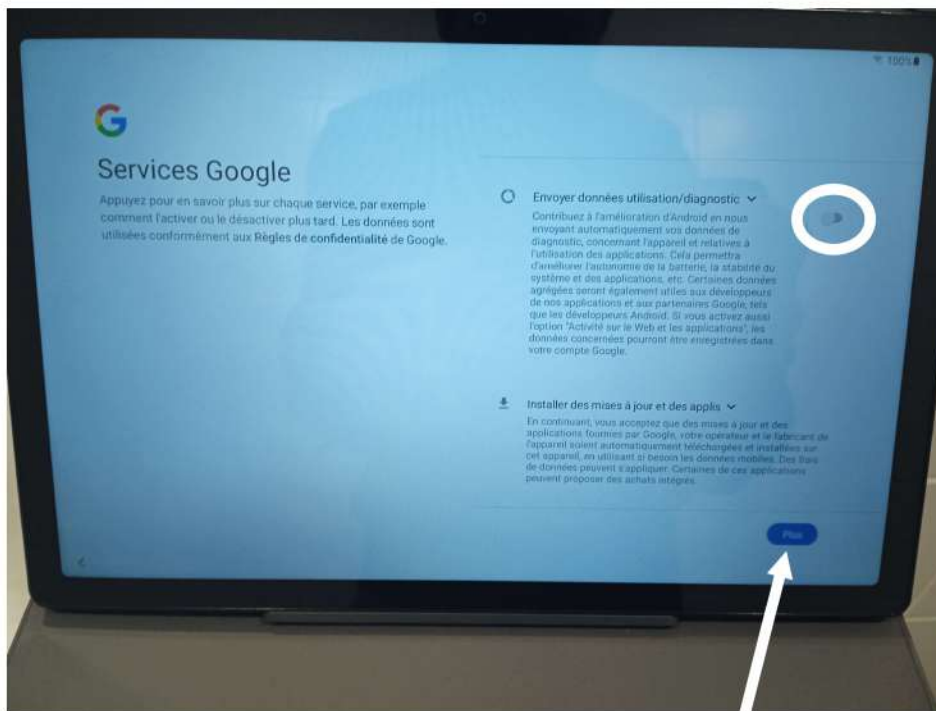 100%
Services Google
Appuyez pour en savoir plus sur chaque service, par exemple
comment l'activer ou le désactiver plus tard. Les données sont
utilisées conformément aux Règles de confidentialité de Google.
Envoyer données utilisation/diagnostic
Contribuez à l'amélioration d'Android en nous
envoyant automatiquement vos données de
diagnostic, concernant l'appareil et relatives à
l'utilisation des applications. Cela permettra
d'améliorer l'autonomie de la batterie, la stabilité du
système et des applications, etc. Certaines données
agrégées seront également utiles aux développeurs
de nos applications et aux partenaires Google, tels
que les développeurs Android. Si vous activez aussi
l'option "Activité sur le Web et les applications", les
données concernées pourront être enregistrées dans
votre compte Google.
Installer des mises à jour et des applis
En continuant, vous acceptez que des mises à jour et des
applications fournies par Google, votre opérateur et le fabricant de
l'appareil soient automatiquement téléchargées et installées sur
cet appareil, en utilisant si besoin les données mobiles. Des frais
de données peuvent s'appliquer. Certaines de ces applications
peuvent proposer des achats intégrés.
Plus